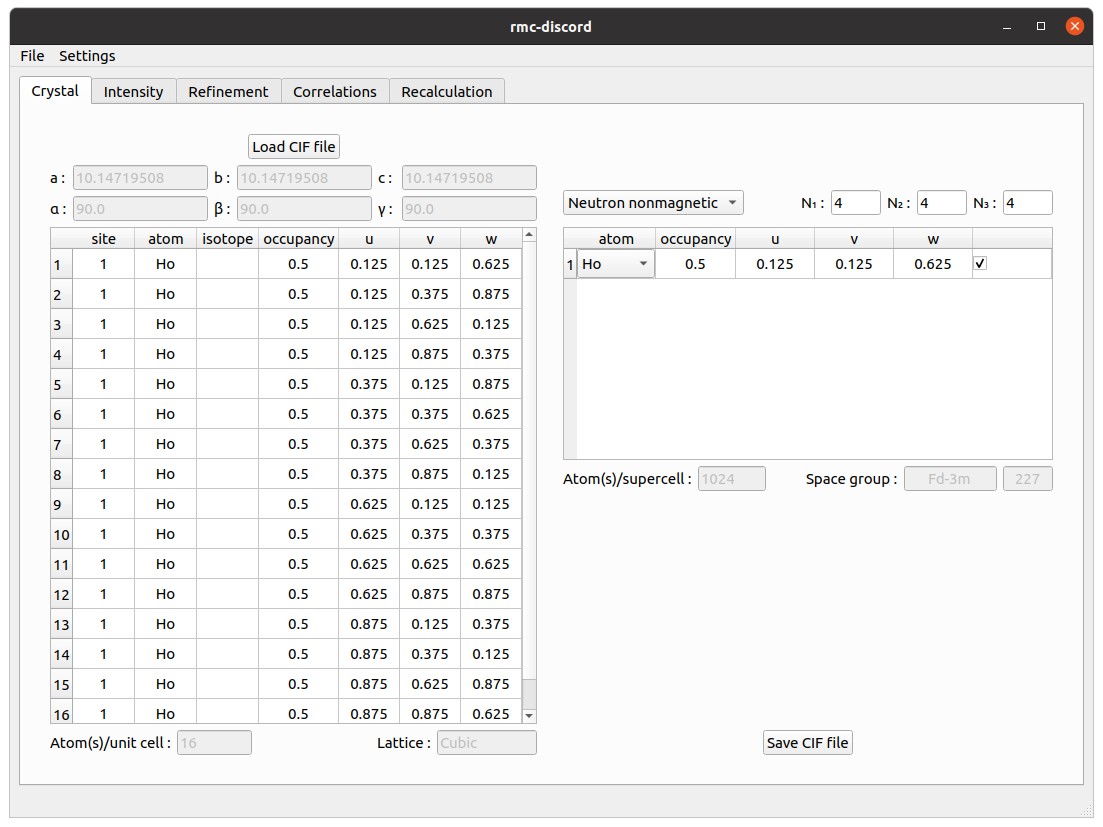 rmc-discord
File Settings
Crystal Intensity Refinement Correlations Recalculation
Load CIF file
a : 10.14719508 b : 10.14719508 c : 10.14719508
α : 90.0 β : 90.0 γ : 90.0
site atom isotope occupancy u v w
1 1 Ho 0.5 0.125 0.125 0.625
2 1 Ho 0.5 0.125 0.375 0.875
3 1 Ho 0.5 0.125 0.625 0.125
4 1 Ho 0.5 0.125 0.875 0.375
5 1 Ho 0.5 0.375 0.125 0.875
6 1 Ho 0.5 0.375 0.375 0.625
7 1 Ho 0.5 0.375 0.625 0.375
8 1 Ho 0.5 0.375 0.875 0.125
9 1 Ho 0.5 0.625 0.125 0.125
10 1 Ho 0.5 0.625 0.375 0.375
11 1 Ho 0.5 0.625 0.625 0.625
12 1 Ho 0.5 0.625 0.875 0.875
13 1 Ho 0.5 0.875 0.125 0.375
14 1 Ho 0.5 0.875 0.375 0.125
15 1 Ho 0.5 0.875 0.625 0.875
16 1 Ho 0.5 0.875 0.875 0.625
Atom(s)/unit cell : 16 Lattice : Cubic
Neutron nonmagnetic N₁ : 4 N₂ : 4 N₃ : 4
atom occupancy u v w
1 Ho 0.5 0.125 0.125 0.625
Atom(s)/supercell : 1024 Space group : Fd-3m 227
Save CIF file